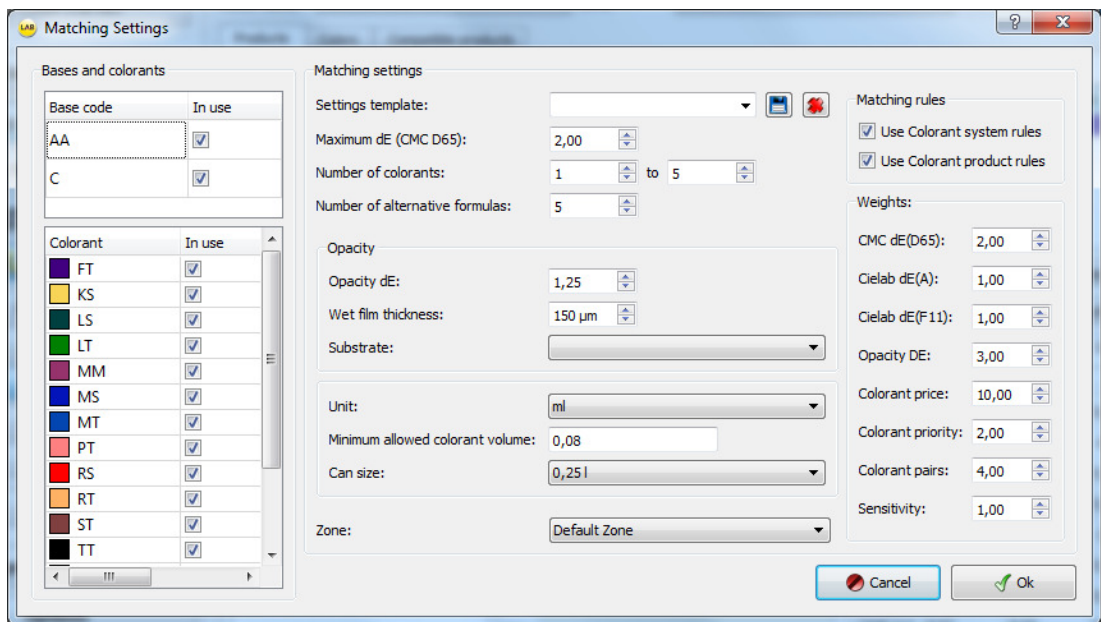 LAB Matching Settings
Bases and colorants
Base code In use
AA
C
Colorant In use
FT
KS
LS
LT
MM
MS
MT
PT
RS
RT
ST
TT
Matching settings
Settings template:
Maximum dE (CMC D65): 2,00
Number of colorants: 1 to 5
Number of alternative formulas: 5
Opacity
Opacity dE: 1,25
Wet film thickness: 150 µm
Substrate:
Unit: ml
Minimum allowed colorant volume: 0,08
Can size: 0,25 l
Zone: Default Zone
Matching rules
Use Colorant system rules
Use Colorant product rules
Weights:
CMC dE(D65): 2,00
Cielab dE(A): 1,00
Cielab dE(F11): 1,00
Opacity DE: 3,00
Colorant price: 10,00
Colorant priority: 2,00
Colorant pairs: 4,00
Sensitivity: 1,00
Cancel Ok